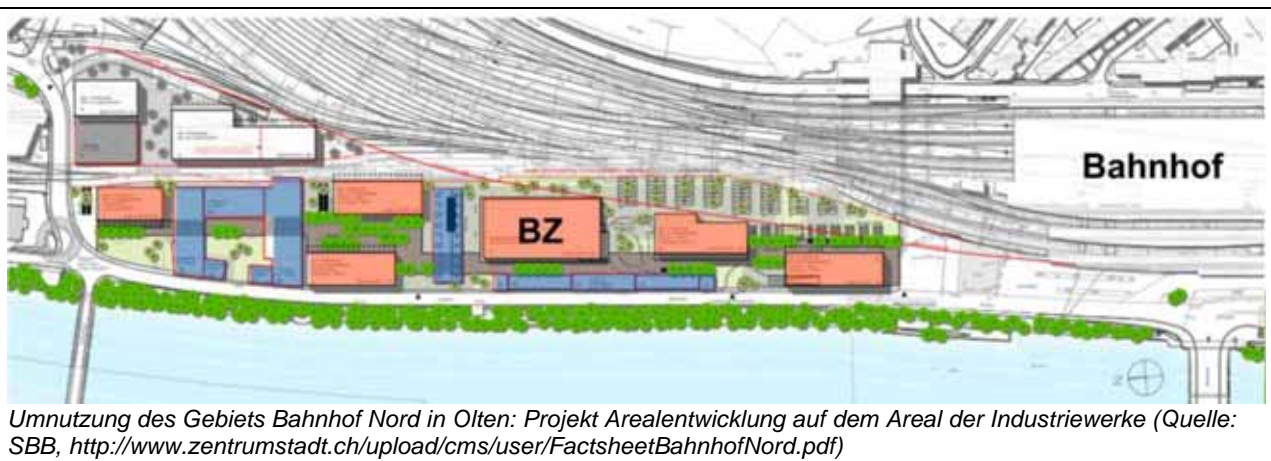 Bahnhof
BZ
N
Umnutzung des Gebiets Bahnhof Nord in Olten: Projekt Arealentwicklung auf dem Areal der Industriewerke (Quelle:
SBB, http://www.zentrumstadt.ch/upload/cms/user/FactsheetBahnhofNord.pdf)